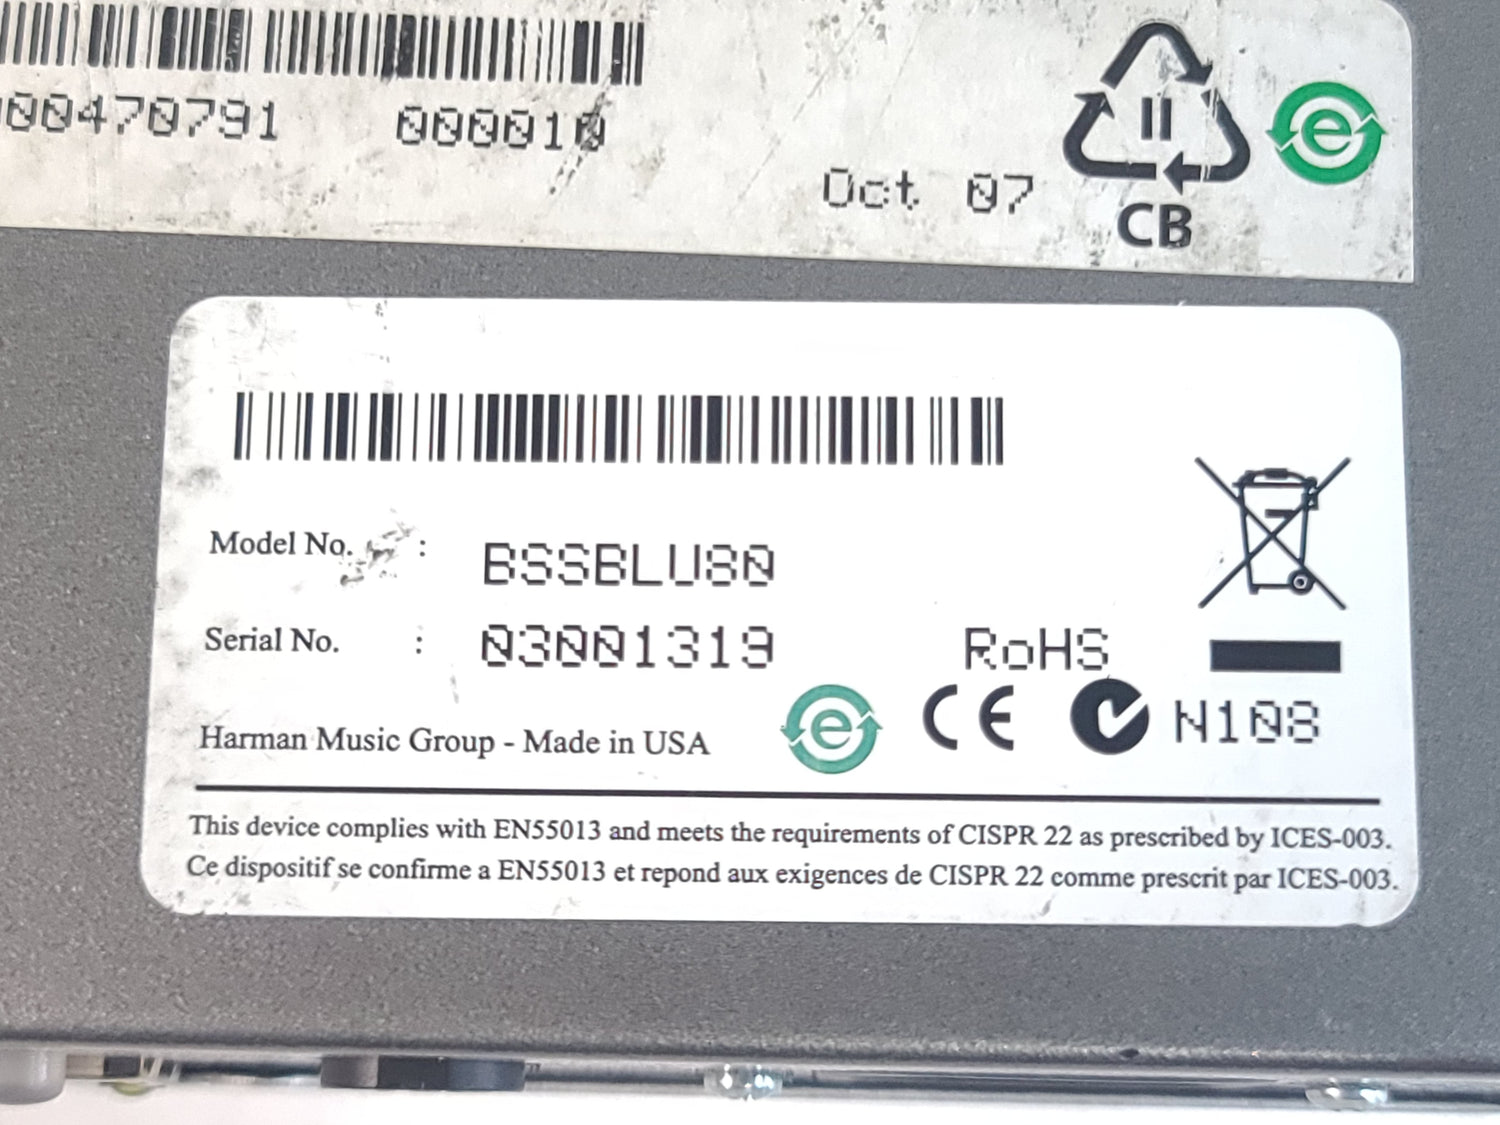 00470791 000010
Oct 07
II
CB
e
Model No. : BSSBLU80
Serial No. : 03001319
RoHS
Harman Music Group - Made in USA
e CE N108
This device complies with EN55013 and meets the requirements of CISPR 22 as prescribed by ICES-003.
Ce dispositif se confirme a EN55013 et repond aux exigences de CISPR 22 comme prescrit par ICES-003.